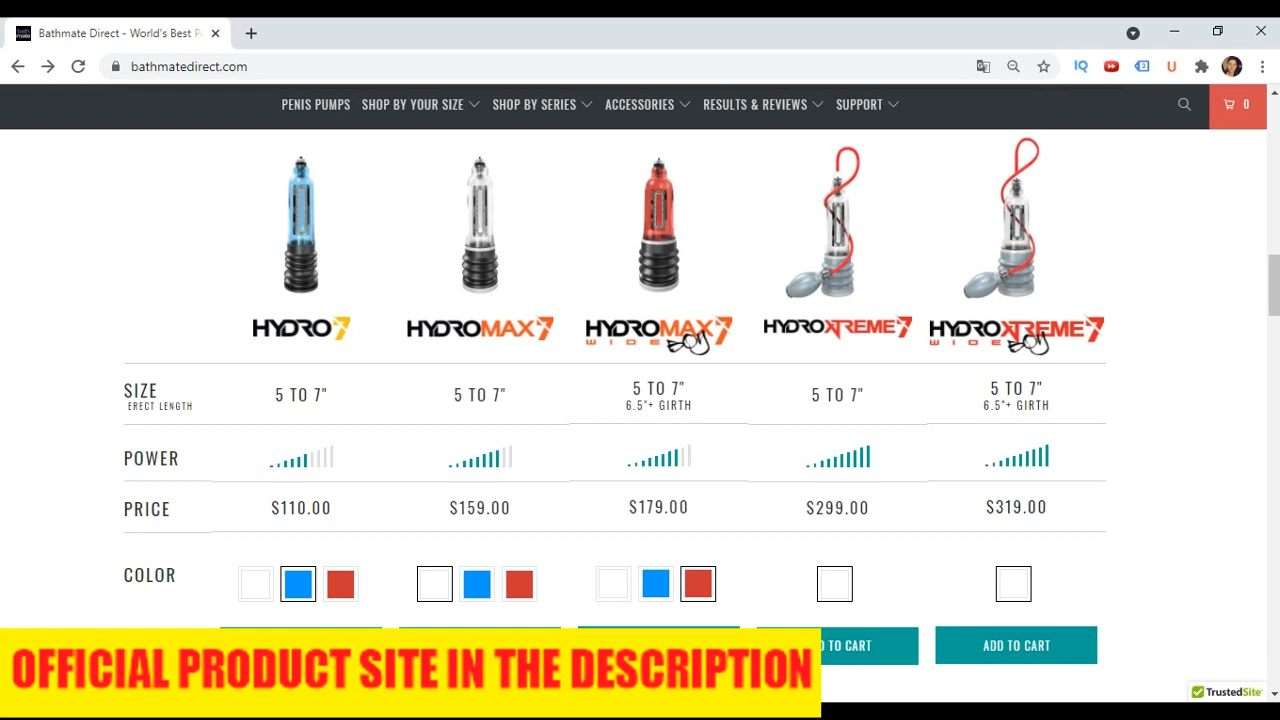 Bathmate Direct - World's Best P
bathmatedirect.com
IQ
U
PENIS PUMPS SHOP BY YOUR SIZE SHOP BY SERIES ACCESSORIES RESULTS & REVIEWS SUPPORT 0
HYDRO7 HYDROMAX7 HYDROMAX7 HYDROXTREME7 HYDROXTREME7
WIDE BOY WIDE BOY
SIZE 5 TO 7" 5 TO 7" 5 TO 7" 5 TO 7" 5 TO 7"
ERECT LENGTH 6.5"+ GIRTH 6.5"+ GIRTH
POWER
PRICE $110.00 $159.00 $179.00 $299.00 $319.00
COLOR
D TO CART ADD TO CART
OFFICIAL PRODUCT SITE IN THE DESCRIPTION
TrustedSite